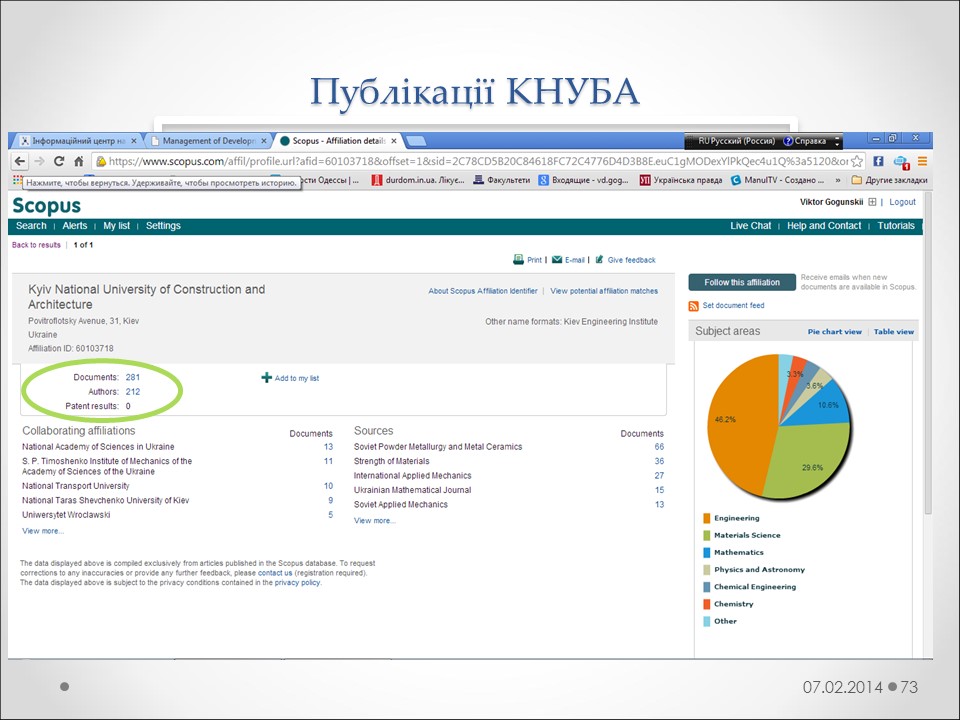 Публікації КНУБА
Інформаційний центр на
Management of Develop
Scopus - Affiliation details
RU Русский (Россия) Справка
https://www.scopus.com/affil/profile.url?afid=60103718&offset=1&sid=2C78CD5B20C84618FC72C4776D4D3B8E.euC1gMODexYlPkQec4u1Q%3a5120&or
Нажмите, чтобы вернуться. Удерживайте, чтобы просмотреть историю.
ости Одессы | ...
durdom.in.ua. Лікує...
Факультети
Входящие - vd.gog...
Українська правда
ManulTV - Создано ...
»
Другие закладки
Scopus
Viktor Gogunskii | Logout
Search | Alerts | My list | Settings
Live Chat | Help and Contact | Tutorials
Back to results | 1 of 1
Print | E-mail | Give feedback
Kyiv National University of Construction and
Architecture
Povitroflotsky Avenue, 31, Kiev
Ukraine
Affiliation ID: 60103718
About Scopus Affiliation Identifier | View potential affiliation matches
Other name formats: Kiev Engineering Institute
Follow this affiliation
Receive emails when new
documents are available in Scopus.
Set document feed
Documents: 281
Authors: 212
Patent results: 0
Add to my list
Collaborating affiliations Documents
National Academy of Sciences in Ukraine 13
S. P. Timoshenko Institute of Mechanics of the 11
Academy of Sciences of the Ukraine
National Transport University 10
National Taras Shevchenko University of Kiev 9
Uniwersytet Wroclawski 5
View more...
Sources Documents
Soviet Powder Metallurgy and Metal Ceramics 66
Strength of Materials 36
International Applied Mechanics 27
Ukrainian Mathematical Journal 15
Soviet Applied Mechanics 13
View more...
Subject areas Pie chart view | Table view
3.3%
3.6%
10.6%
46.2%
29.6%
Engineering
Materials Science
Mathematics
Physics and Astronomy
Chemical Engineering
Chemistry
Other
The data displayed above is compiled exclusively from articles published in the Scopus database. To request
corrections to any inaccuracies or provide any further feedback, please contact us (registration required).
The data displayed above is subject to the privacy conditions contained in the privacy policy.
07.02.2014 73